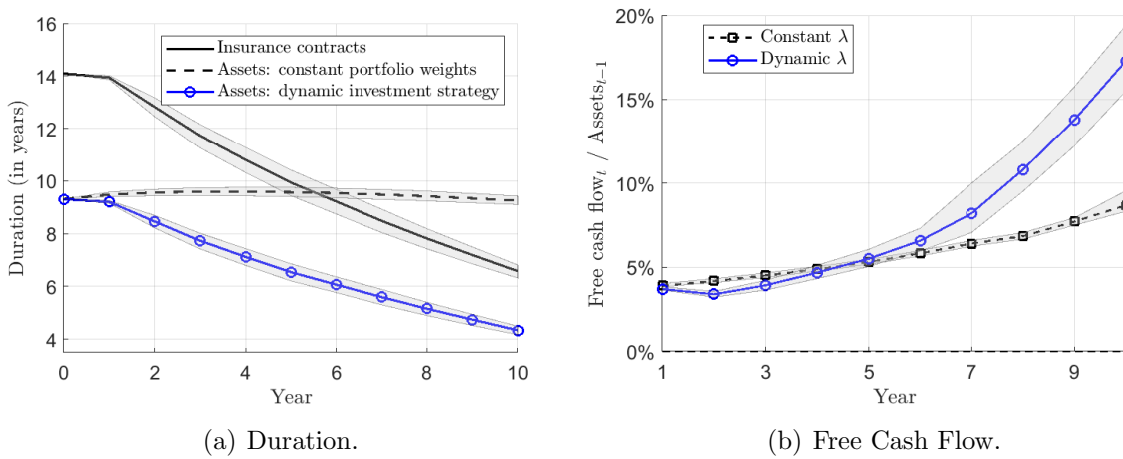 16
14
12
10
8
6
4
0
2
4
6
8
10
Duration (in years)
Year
Insurance contracts
Assets: constant portfolio weights
Assets: dynamic investment strategy
(a) Duration.
20%
15%
10%
5%
0%
1
3
5
7
9
Free cash flow_t / Assets_{t−1}
Year
Constant λ
Dynamic λ
(b) Free Cash Flow.